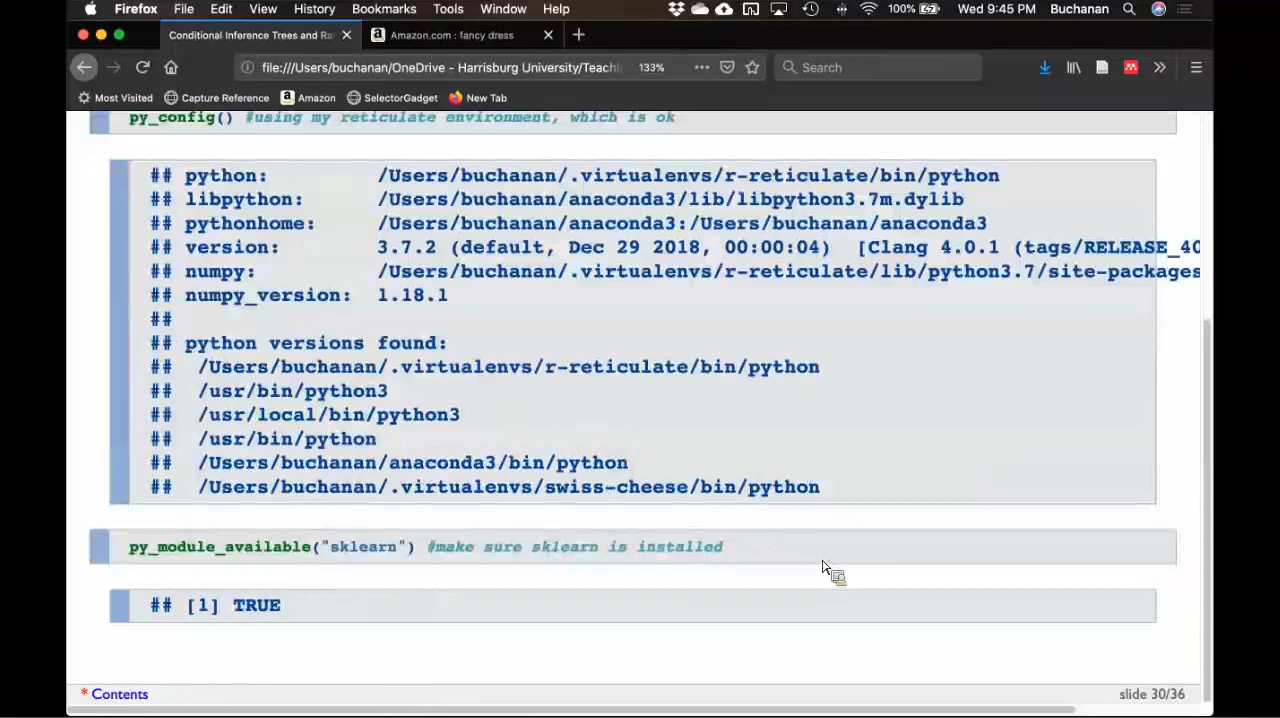 Firefox File Edit View History Bookmarks Tools Window Help 100% Wed 9:45 PM Buchanan
Conditional Inference Trees and Ra
Amazon.com : fancy dress
file:///Users/buchanan/OneDrive - Harrisburg University/Teachi 133% Search
Most Visited Capture Reference Amazon SelectorGadget New Tab
py_config() #using my reticulate environment, which is ok
## python: /Users/buchanan/.virtualenvs/r-reticulate/bin/python
## libpython: /Users/buchanan/anaconda3/lib/libpython3.7m.dylib
## pythonhome: /Users/buchanan/anaconda3:/Users/buchanan/anaconda3
## version: 3.7.2 (default, Dec 29 2018, 00:00:04) [Clang 4.0.1 (tags/RELEASE_40
## numpy: /Users/buchanan/.virtualenvs/r-reticulate/lib/python3.7/site-packages
## numpy_version: 1.18.1
##
## python versions found:
## /Users/buchanan/.virtualenvs/r-reticulate/bin/python
## /usr/bin/python3
## /usr/local/bin/python3
## /usr/bin/python
## /Users/buchanan/anaconda3/bin/python
## /Users/buchanan/.virtualenvs/swiss-cheese/bin/python
py_module_available("sklearn") #make sure sklearn is installed
## [1] TRUE
* Contents
slide 30/36